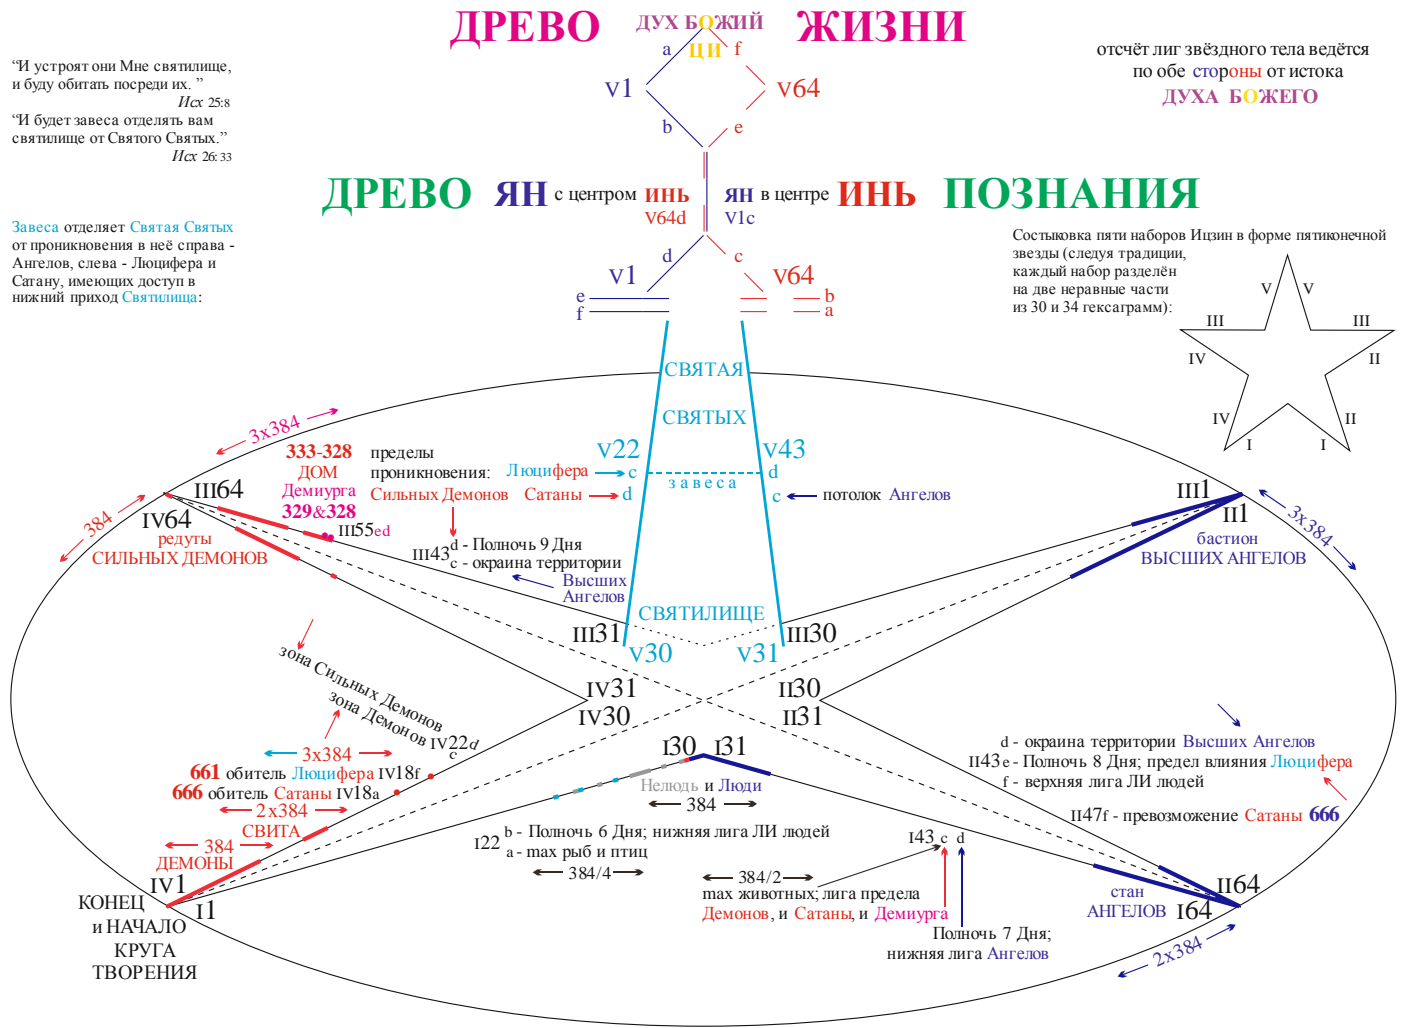 ДРЕВО ЖИЗНИ
ДУХ БОЖИЙ
ЦИ
a f
V1 V64
b e
“И устроят они Мне святилище,
и буду обитать посреди их. ”
Исх 25:8
“И будет завеса отделять вам
святилище от Святого Святых.”
Исх 26:33
отсчёт лиг звёздного тела ведётся
по обе стороны от истока
ДУХА БОЖЕГО
ДРЕВО ЯН с центром ИНЬ ЯН в центре ИНЬ ПОЗНАНИЯ
V64d V1c
d c
V1 V64
e b
f a
Завеса отделяет Святая Святых
от проникновения в неё справа -
Ангелов, слева - Люцифера и
Сатану, имеющих доступ в
нижний приход Святилища:
Состыковка пяти наборов Ицзин в форме пятиконечной
звезды (следуя традиции,
каждый набор разделён
на две неравные части
из 30 и 34 гексаграмм):
V V
III III
IV II
IV II
I I
СВЯТАЯ
СВЯТЫХ
V22 V43
c d
завеса
d c
3x384
333-328
ДОМ
Демиурга
329&328
пределы
проникновения: Люцифера
Сильных Демонов Сатаны
потолок Ангелов
384
III64
IV64
редуты
СИЛЬНЫХ ДЕМОНОВ
III55ed
III43
d - Полночь 9 Дня
c - окраина территории
Высших
Ангелов
III1
II1
бастион
ВЫСШИХ АНГЕЛОВ
3x384
СВЯТИЛИЩЕ
III31 III30
V30 V31
зона Сильных Демонов
зона Демонов
IV22d
c
IV31
IV30
II30
II31
3x384
661 обитель Люцифера IV18f
666 обитель Сатаны IV18a
2x384
СВИТА
384
ДЕМОНЫ
I30 I31
Нелюдь и Люди
384
d - окраина территории Высших Ангелов
II43 e - Полночь 8 Дня; предел влияния Люцифера
f - верхняя лига ЛИ людей
II47f - превозможение Сатаны 666
I22
b - Полночь 6 Дня; нижняя лига ЛИ людей
a - max рыб и птиц
384/4
384/2
I43 c d
max животных; лига предела
Демонов, и Сатаны, и Демиурга
Полночь 7 Дня;
нижняя лига Ангелов
IV1
I1
КОНЕЦ
и НАЧАЛО
КРУГА
ТВОРЕНИЯ
II64
I64
стан
АНГЕЛОВ
2x384